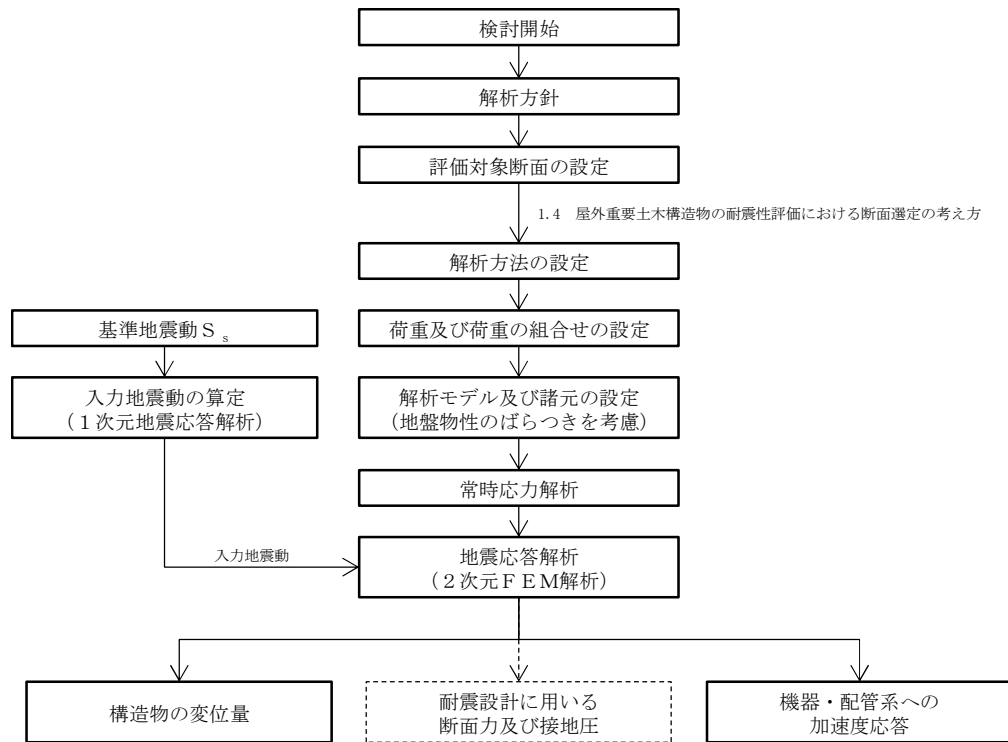 検討開始
解析方針
評価対象断面の設定
1.4　屋外重要土木構造物の耐震性評価における断面選定の考え方
解析方法の設定
基準地震動Ｓs
荷重及び荷重の組合せの設定
入力地震動の算定
（１次元地震応答解析）
解析モデル及び諸元の設定
（地盤物性のばらつきを考慮）
常時応力解析
入力地震動
地震応答解析
（２次元ＦＥＭ解析）
構造物の変位量
耐震設計に用いる
断面力及び接地圧
機器・配管系への
加速度応答